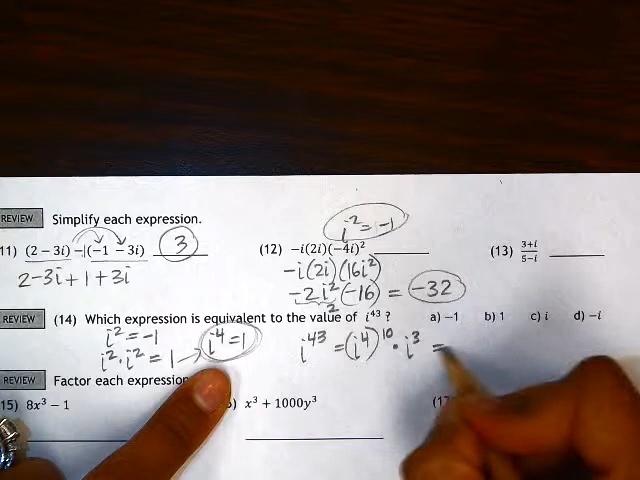 REVIEW Simplify each expression.
i² = -1
11) (2 − 3i) − 1(−1 − 3i) 3 (12) −i(2i)(−4i)² (13) 3+i / 5−i
2-3i+1+3i -i(2i)(16i²)
-2i²(-16) = -32
2
REVIEW (14) Which expression is equivalent to the value of i⁴³ ? a) −1 b) 1 c) i d) −i
i² = -1 i⁴ = 1 i⁴³ = (i⁴)¹⁰ · i³ =
i² · i² = 1 →
REVIEW Factor each expression
15) 8x³ − 1 ) x³ + 1000y³ (17